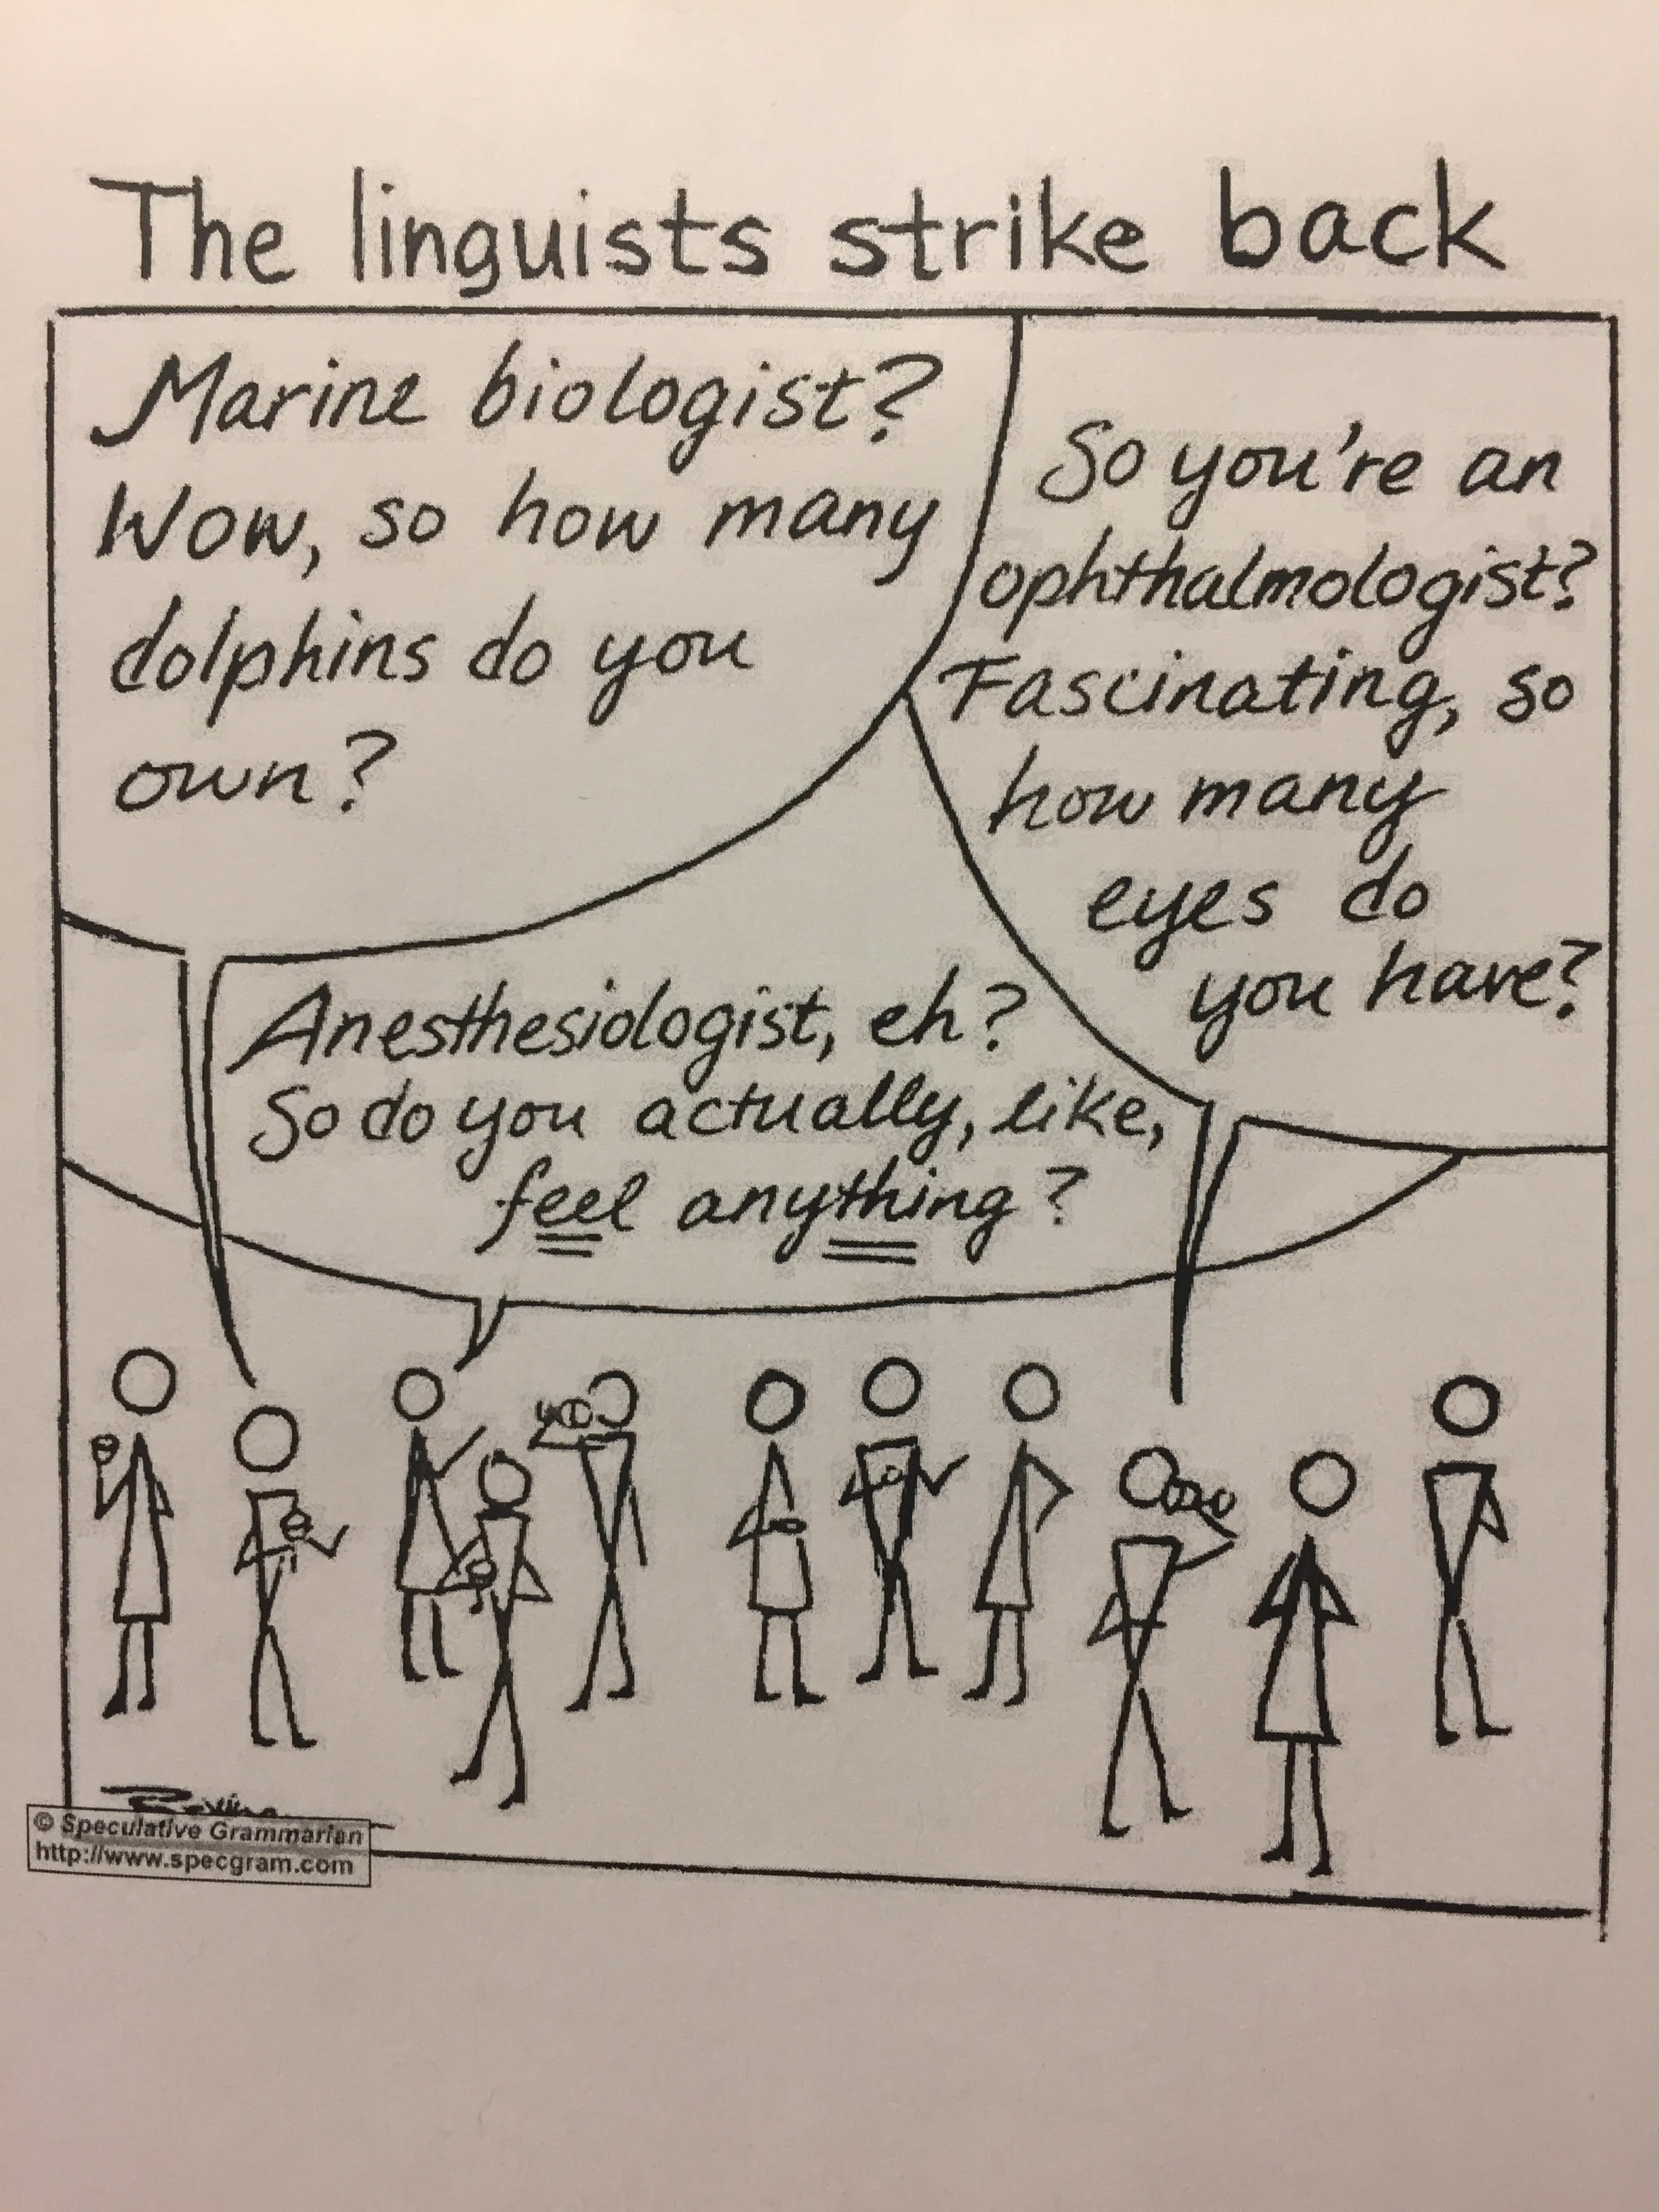 The linguists strike back
Marine biologist?
Wow, so how many
dolphins do you
own?
So you're an
ophthalmologist?
Fascinating, so
how many
eyes do
you have?
Anesthesiologist, eh?
So do you actually, like,
feel anything?
© Speculative Grammarian
http://www.specgram.com